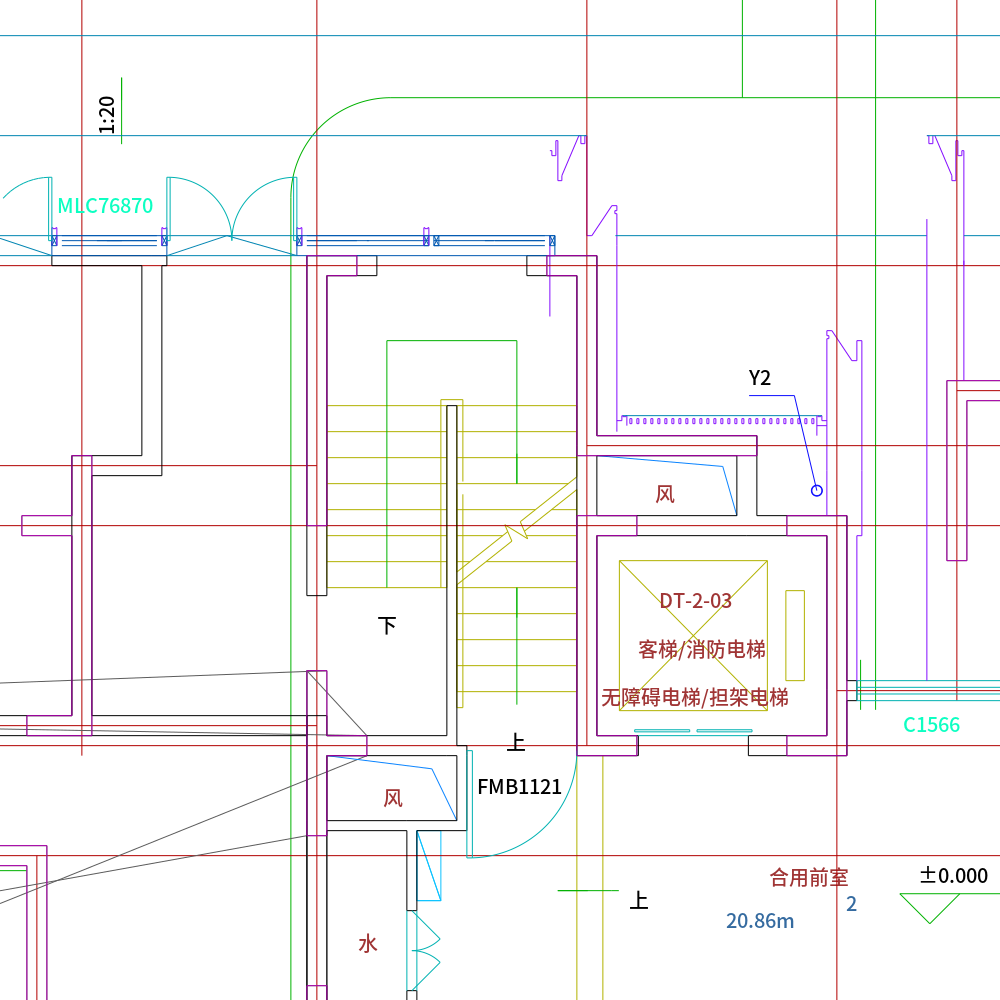 1:20
MLC76870
Y2
风
DT-2-03
客梯/消防电梯
下
无障碍电梯/担架电梯
C1566
上
FMB1121
风
合用前室
±0.000
上
2
20.86m
水